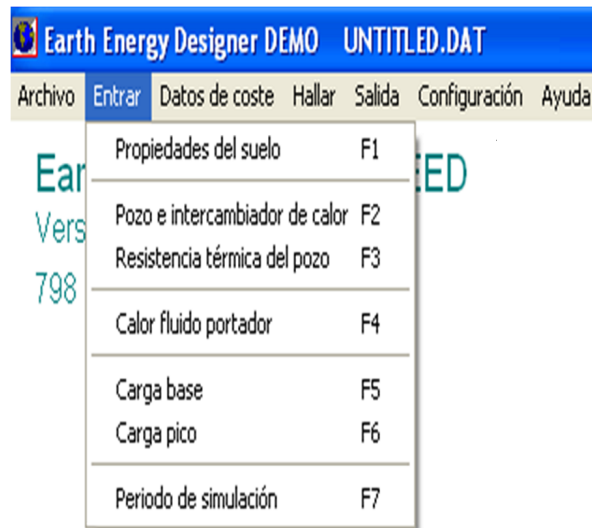 Earth Energy Designer DEMO UNTITLED.DAT
Archivo Entrar Datos de coste Hallar Salida Configuración Ayuda
Propiedades del suelo F1
Ear EED
Pozo e intercambiador de calor F2
Vers
Resistencia térmica del pozo F3
798
Calor fluido portador F4
Carga base F5
Carga pico F6
Periodo de simulación F7